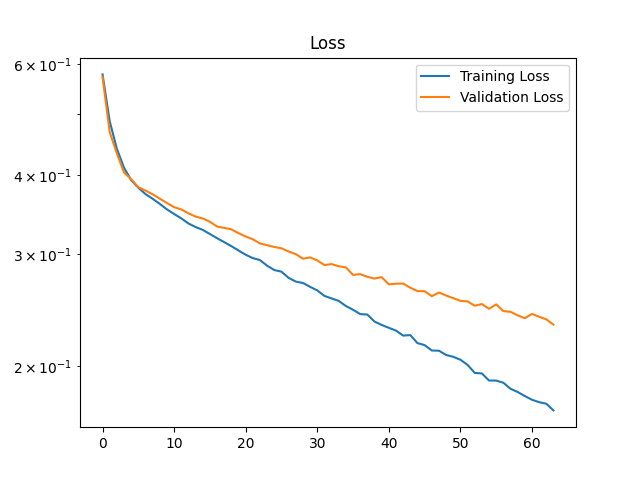 Loss
Training Loss
Validation Loss
6 × 10⁻¹
4 × 10⁻¹
3 × 10⁻¹
2 × 10⁻¹
0 10 20 30 40 50 60